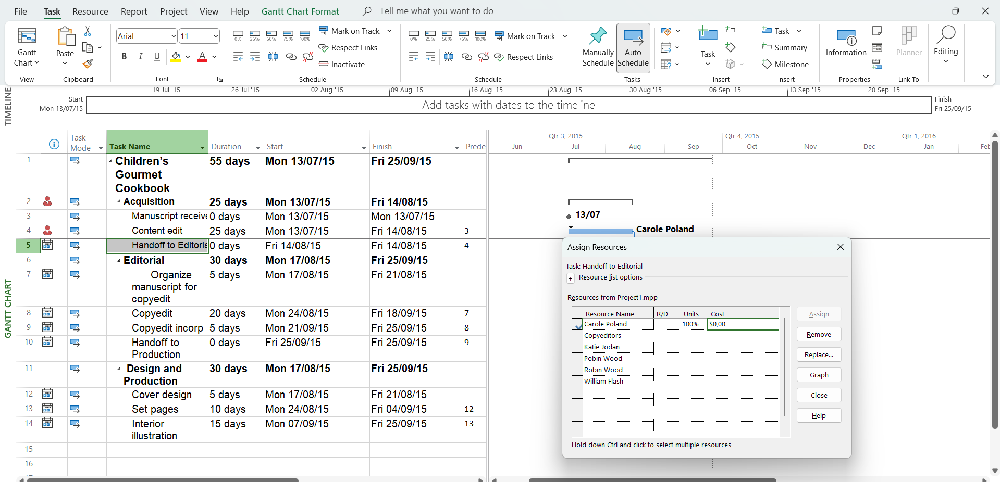 File Task Resource Report Project View Help Gantt Chart Format Tell me what you want to do
Gantt
Chart
View
Paste
Clipboard
Arial 11
B I U A
Font
0% 25% 50% 75% 100%
Mark on Track
Respect Links
Inactivate
Schedule
0% 25% 50% 75% 100%
Mark on Track
Respect Links
Schedule
Manually
Schedule
Auto
Schedule
Tasks
Task
Insert
Task
Summary
Milestone
Insert
Information
Properties
Planner
Link To
Editing
TIMELINE
19 Jul '15 26 Jul '15 02 Aug '15 09 Aug '15 16 Aug '15 23 Aug '15 30 Aug '15 06 Sep '15 13 Sep '15 20 Sep '15
Start
Mon 13/07/15
Add tasks with dates to the timeline
Finish
Fri 25/09/15
GANTT CHART
Task
Mode Task Name Duration Start Finish Prede
1 Children's
Gourmet
Cookbook 55 days Mon 13/07/15 Fri 25/09/15
2 Acquisition 25 days Mon 13/07/15 Fri 14/08/15
3 Manuscript receive 0 days Mon 13/07/15 Mon 13/07/15
4 Content edit 25 days Mon 13/07/15 Fri 14/08/15 3
5 Handoff to Editoria 0 days Fri 14/08/15 Fri 14/08/15 4
6 Editorial 30 days Mon 17/08/15 Fri 25/09/15
7 Organize
manuscript for
copyedit 5 days Mon 17/08/15 Fri 21/08/15
8 Copyedit 20 days Mon 24/08/15 Fri 18/09/15 7
9 Copyedit incorp 5 days Mon 21/09/15 Fri 25/09/15 8
10 Handoff to
Production 0 days Fri 25/09/15 Fri 25/09/15 9
11 Design and
Production 30 days Mon 17/08/15 Fri 25/09/15
12 Cover design 5 days Mon 17/08/15 Fri 21/08/15
13 Set pages 10 days Mon 24/08/15 Fri 04/09/15 12
14 Interior
illustration 15 days Mon 07/09/15 Fri 25/09/15 13
15
16
Qtr 3, 2015 Qtr 4, 2015 Qtr 1, 2016
Jun Jul Aug Sep Oct Nov Dec Jan Feb
13/07
Carole Poland
Assign Resources
Task: Handoff to Editorial
+ Resource list options
Resources from Project1.mpp
Resource Name R/D Units Cost
Carole Poland 100% $0,00
Copyeditors
Katie Jodan
Pobin Wood
Robin Wood
William Flash
Assign
Remove
Replace...
Graph
Close
Help
Hold down Ctrl and click to select multiple resources